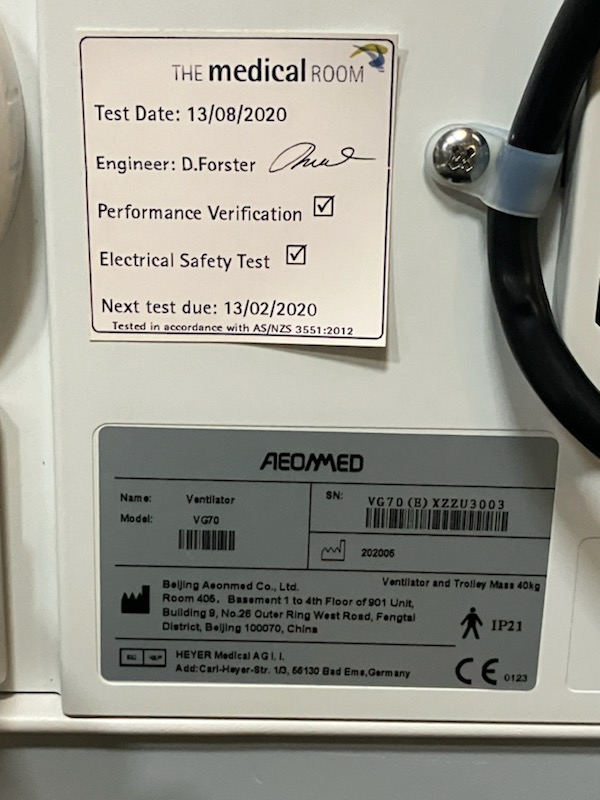 THE medical ROOM
Test Date: 13/08/2020
Engineer: D.Forster
Performance Verification ☑
Electrical Safety Test ☑
Next test due: 13/02/2020
Tested in accordance with AS/NZS 3551:2012
AEONMED
Name: Ventilator
Model: VG70
SN: VG70(B)XZZU3003
202006
Ventilator and Trolley Mass 40kg
Beijing Aeonmed Co., Ltd.
Room 405, Basement 1 to 4th Floor of 901 Unit,
Building 9, No.26 Outer Ring West Road, Fengtai
District, Beijing 100070, China
IP21
EC REP
HEYER Medical AG
Add:Carl-Heyer-Str. 1/3, 56130 Bad Ems,Germany
CE 0123